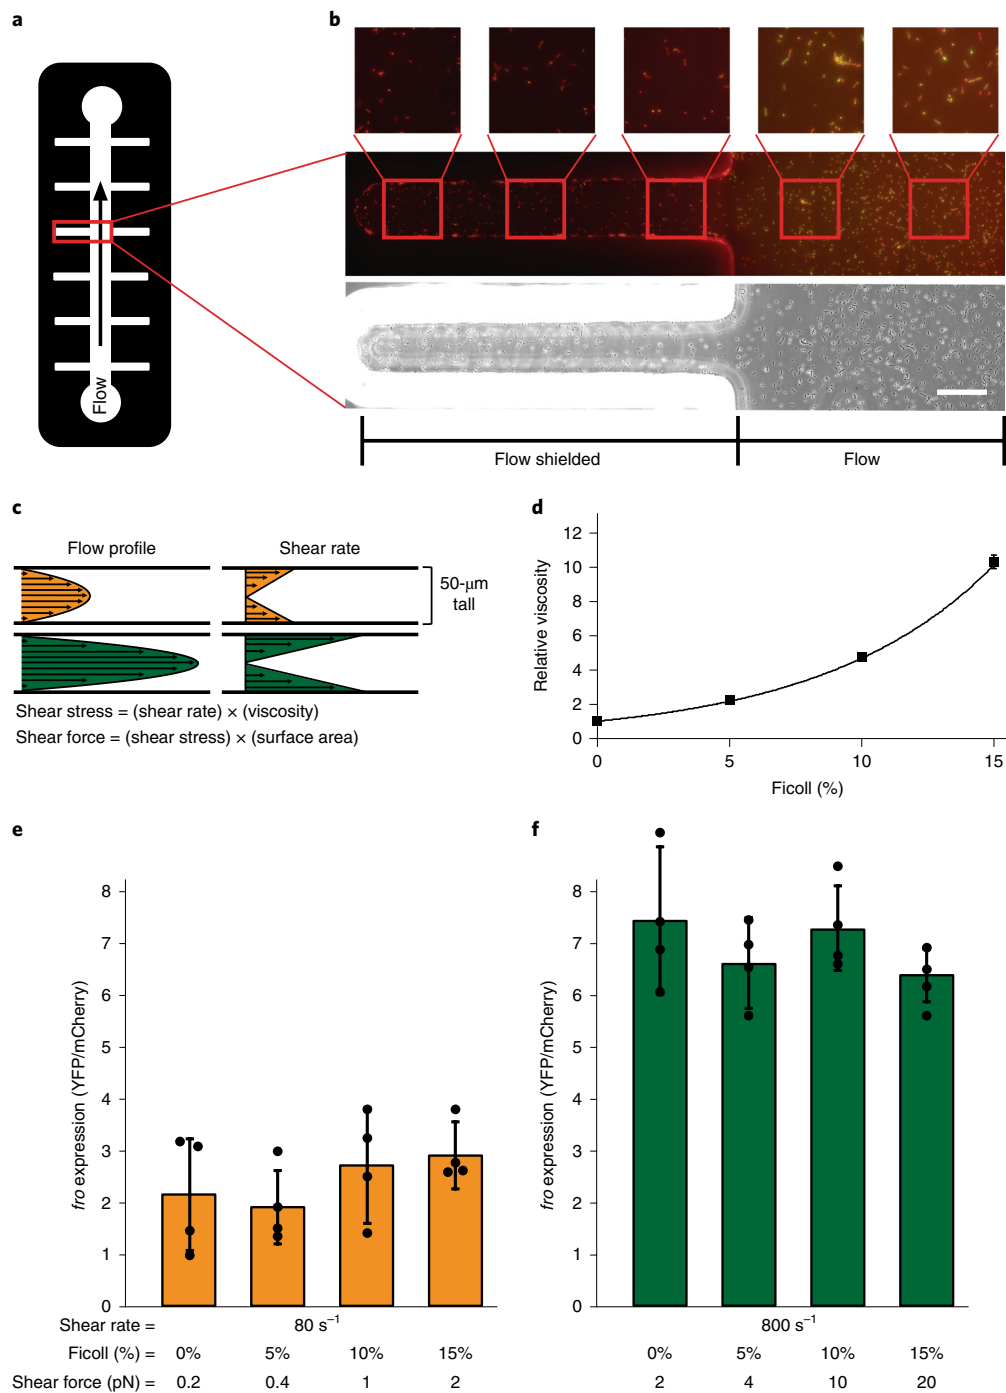 a
Flow
b
Flow shielded
Flow
c
Flow profile
Shear rate
50-μm
tall
Shear stress = (shear rate) × (viscosity)
Shear force = (shear stress) × (surface area)
d
Relative viscosity
12
10
8
6
4
2
0
0
5
10
15
Ficoll (%)
e
fro expression (YFP/mCherry)
8
7
6
5
4
3
2
1
0
Shear rate =
80 s⁻¹
Ficoll (%) =
0%
5%
10%
15%
Shear force (pN) =
0.2
0.4
1
2
f
fro expression (YFP/mCherry)
8
7
6
5
4
3
2
1
0
800 s⁻¹
0%
5%
10%
15%
2
4
10
20